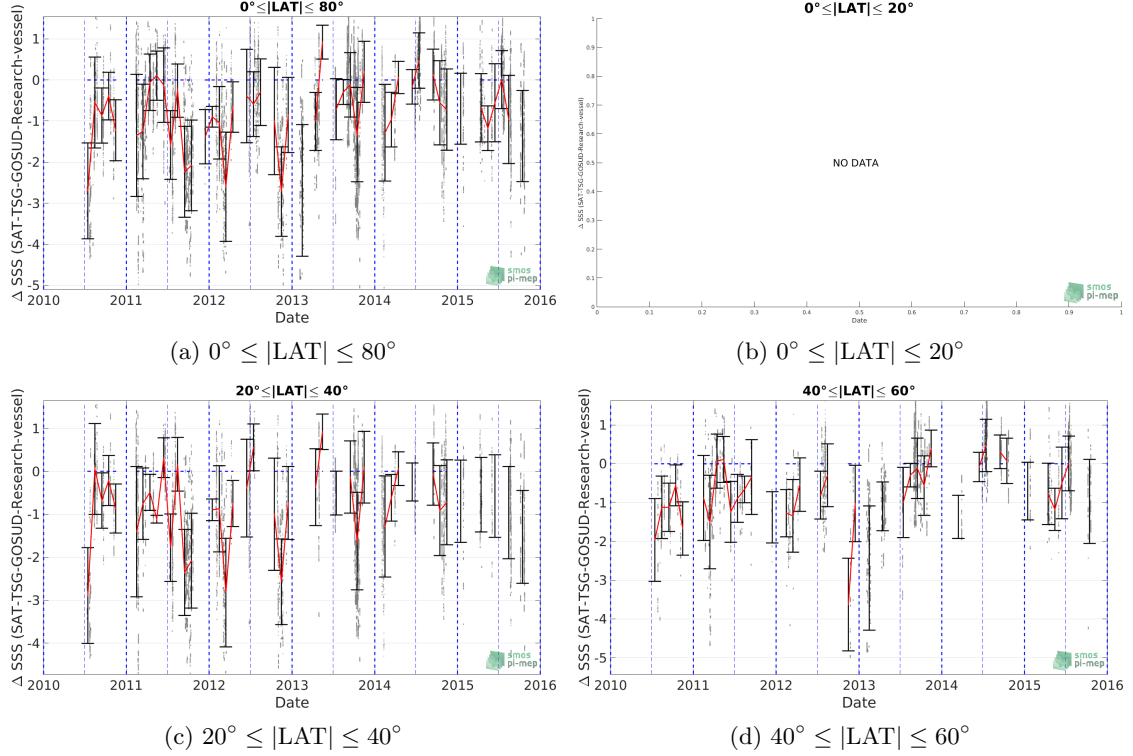 0°≤|LAT|≤ 80°
Δ SSS (SAT-TSG-GOSUD-Research-vessel)
1
0
-1
-2
-3
-4
-5
2010 2011 2012 2013 2014 2015 2016
Date
smos
pi-mep
(a) 0° ≤ |LAT| ≤ 80°
0°≤|LAT|≤ 20°
Δ SSS (SAT-TSG-GOSUD-Research-vessel)
1
0.9
0.8
0.7
0.6
0.5
0.4
0.3
0.2
0.1
0
NO DATA
0 0.1 0.2 0.3 0.4 0.5 0.6 0.7 0.8 0.9 1
Date
smos
pi-mep
(b) 0° ≤ |LAT| ≤ 20°
20°≤|LAT|≤ 40°
Δ SSS (SAT-TSG-GOSUD-Research-vessel)
1
0
-1
-2
-3
-4
2010 2011 2012 2013 2014 2015 2016
Date
smos
pi-mep
(c) 20° ≤ |LAT| ≤ 40°
40°≤|LAT|≤ 60°
Δ SSS (SAT-TSG-GOSUD-Research-vessel)
1
0
-1
-2
-3
-4
-5
2010 2011 2012 2013 2014 2015 2016
Date
smos
pi-mep
(d) 40° ≤ |LAT| ≤ 60°